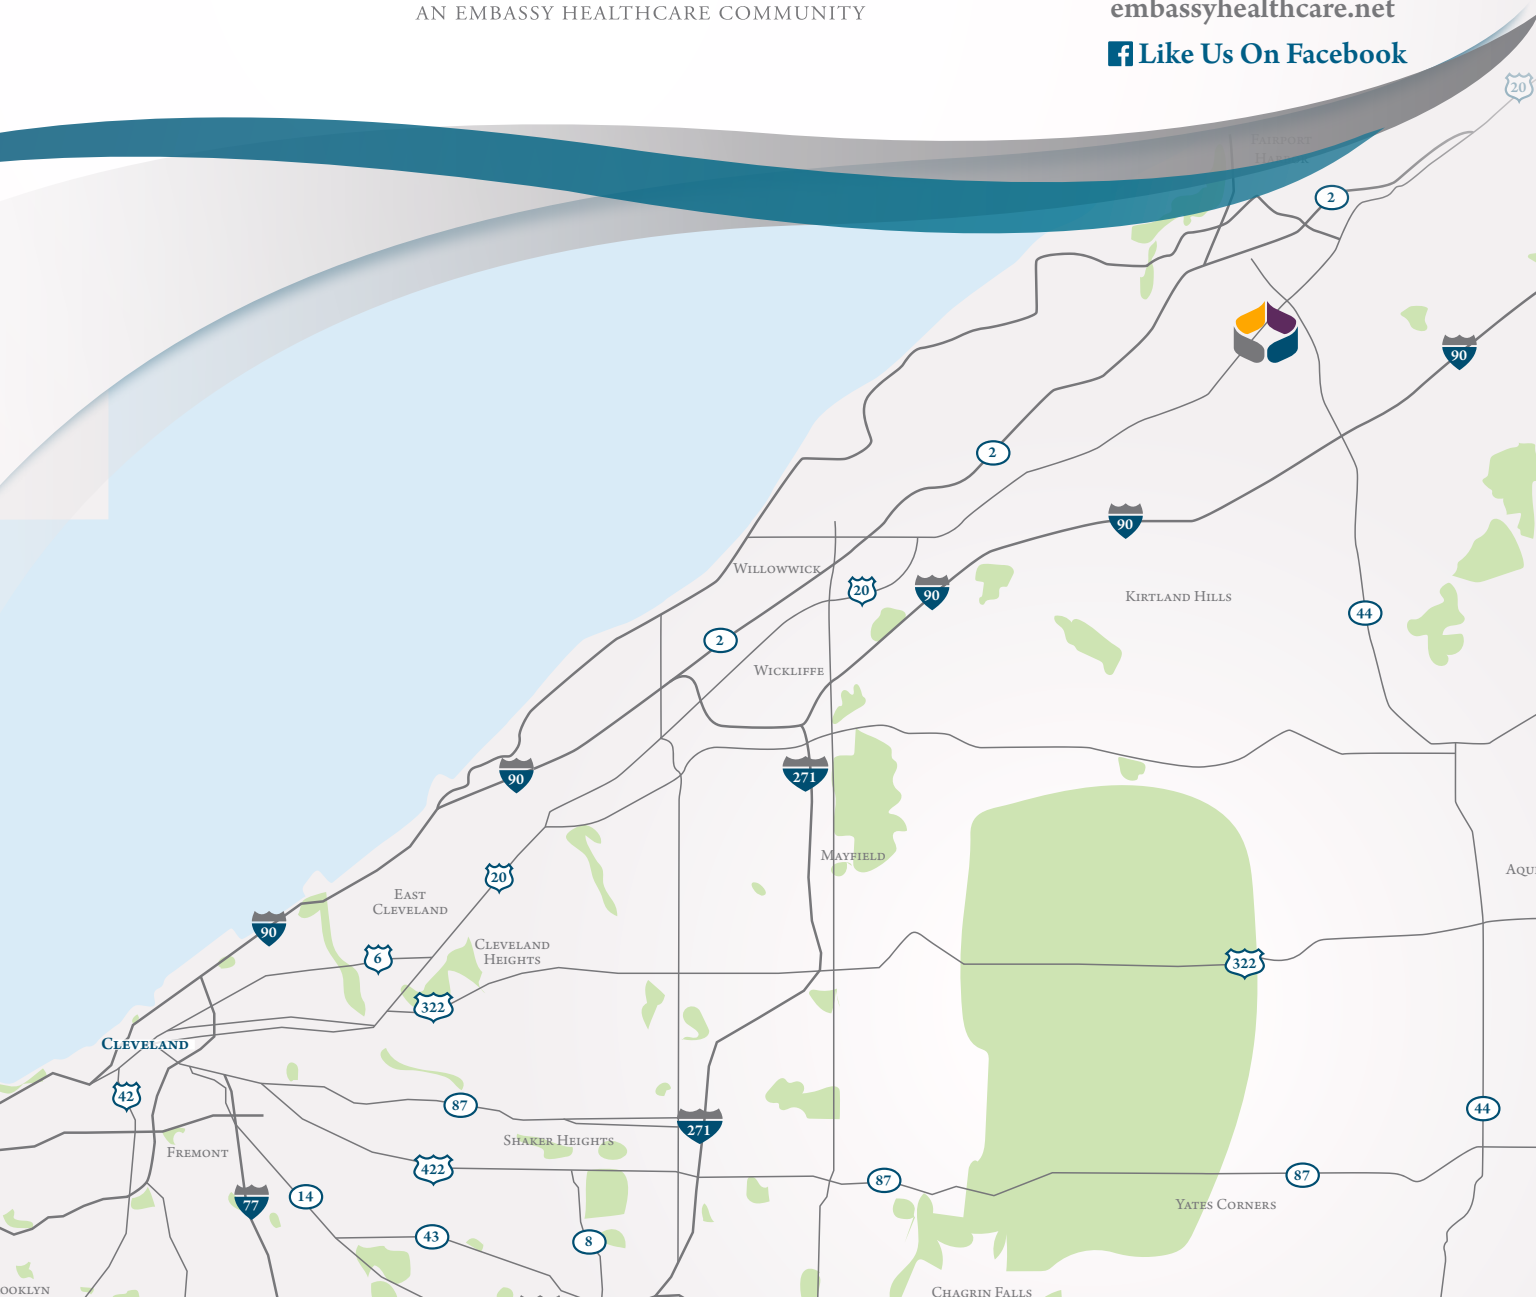 AN EMBASSY HEALTHCARE COMMUNITY
embassyhealthcare.net
Like Us On Facebook
20
FAIRPORT
2
90
2
90
WILLOWWICK
20
90
KIRTLAND HILLS
44
2
WICKLIFFE
90
271
MAYFIELD
20
EAST
CLEVELAND
90
6
CLEVELAND
HEIGHTS
322
322
CLEVELAND
42
87
44
271
SHAKER HEIGHTS
FREMONT
422
87
87
77
14
YATES CORNERS
43
8
OOKLYN
CHAGRIN FALLS